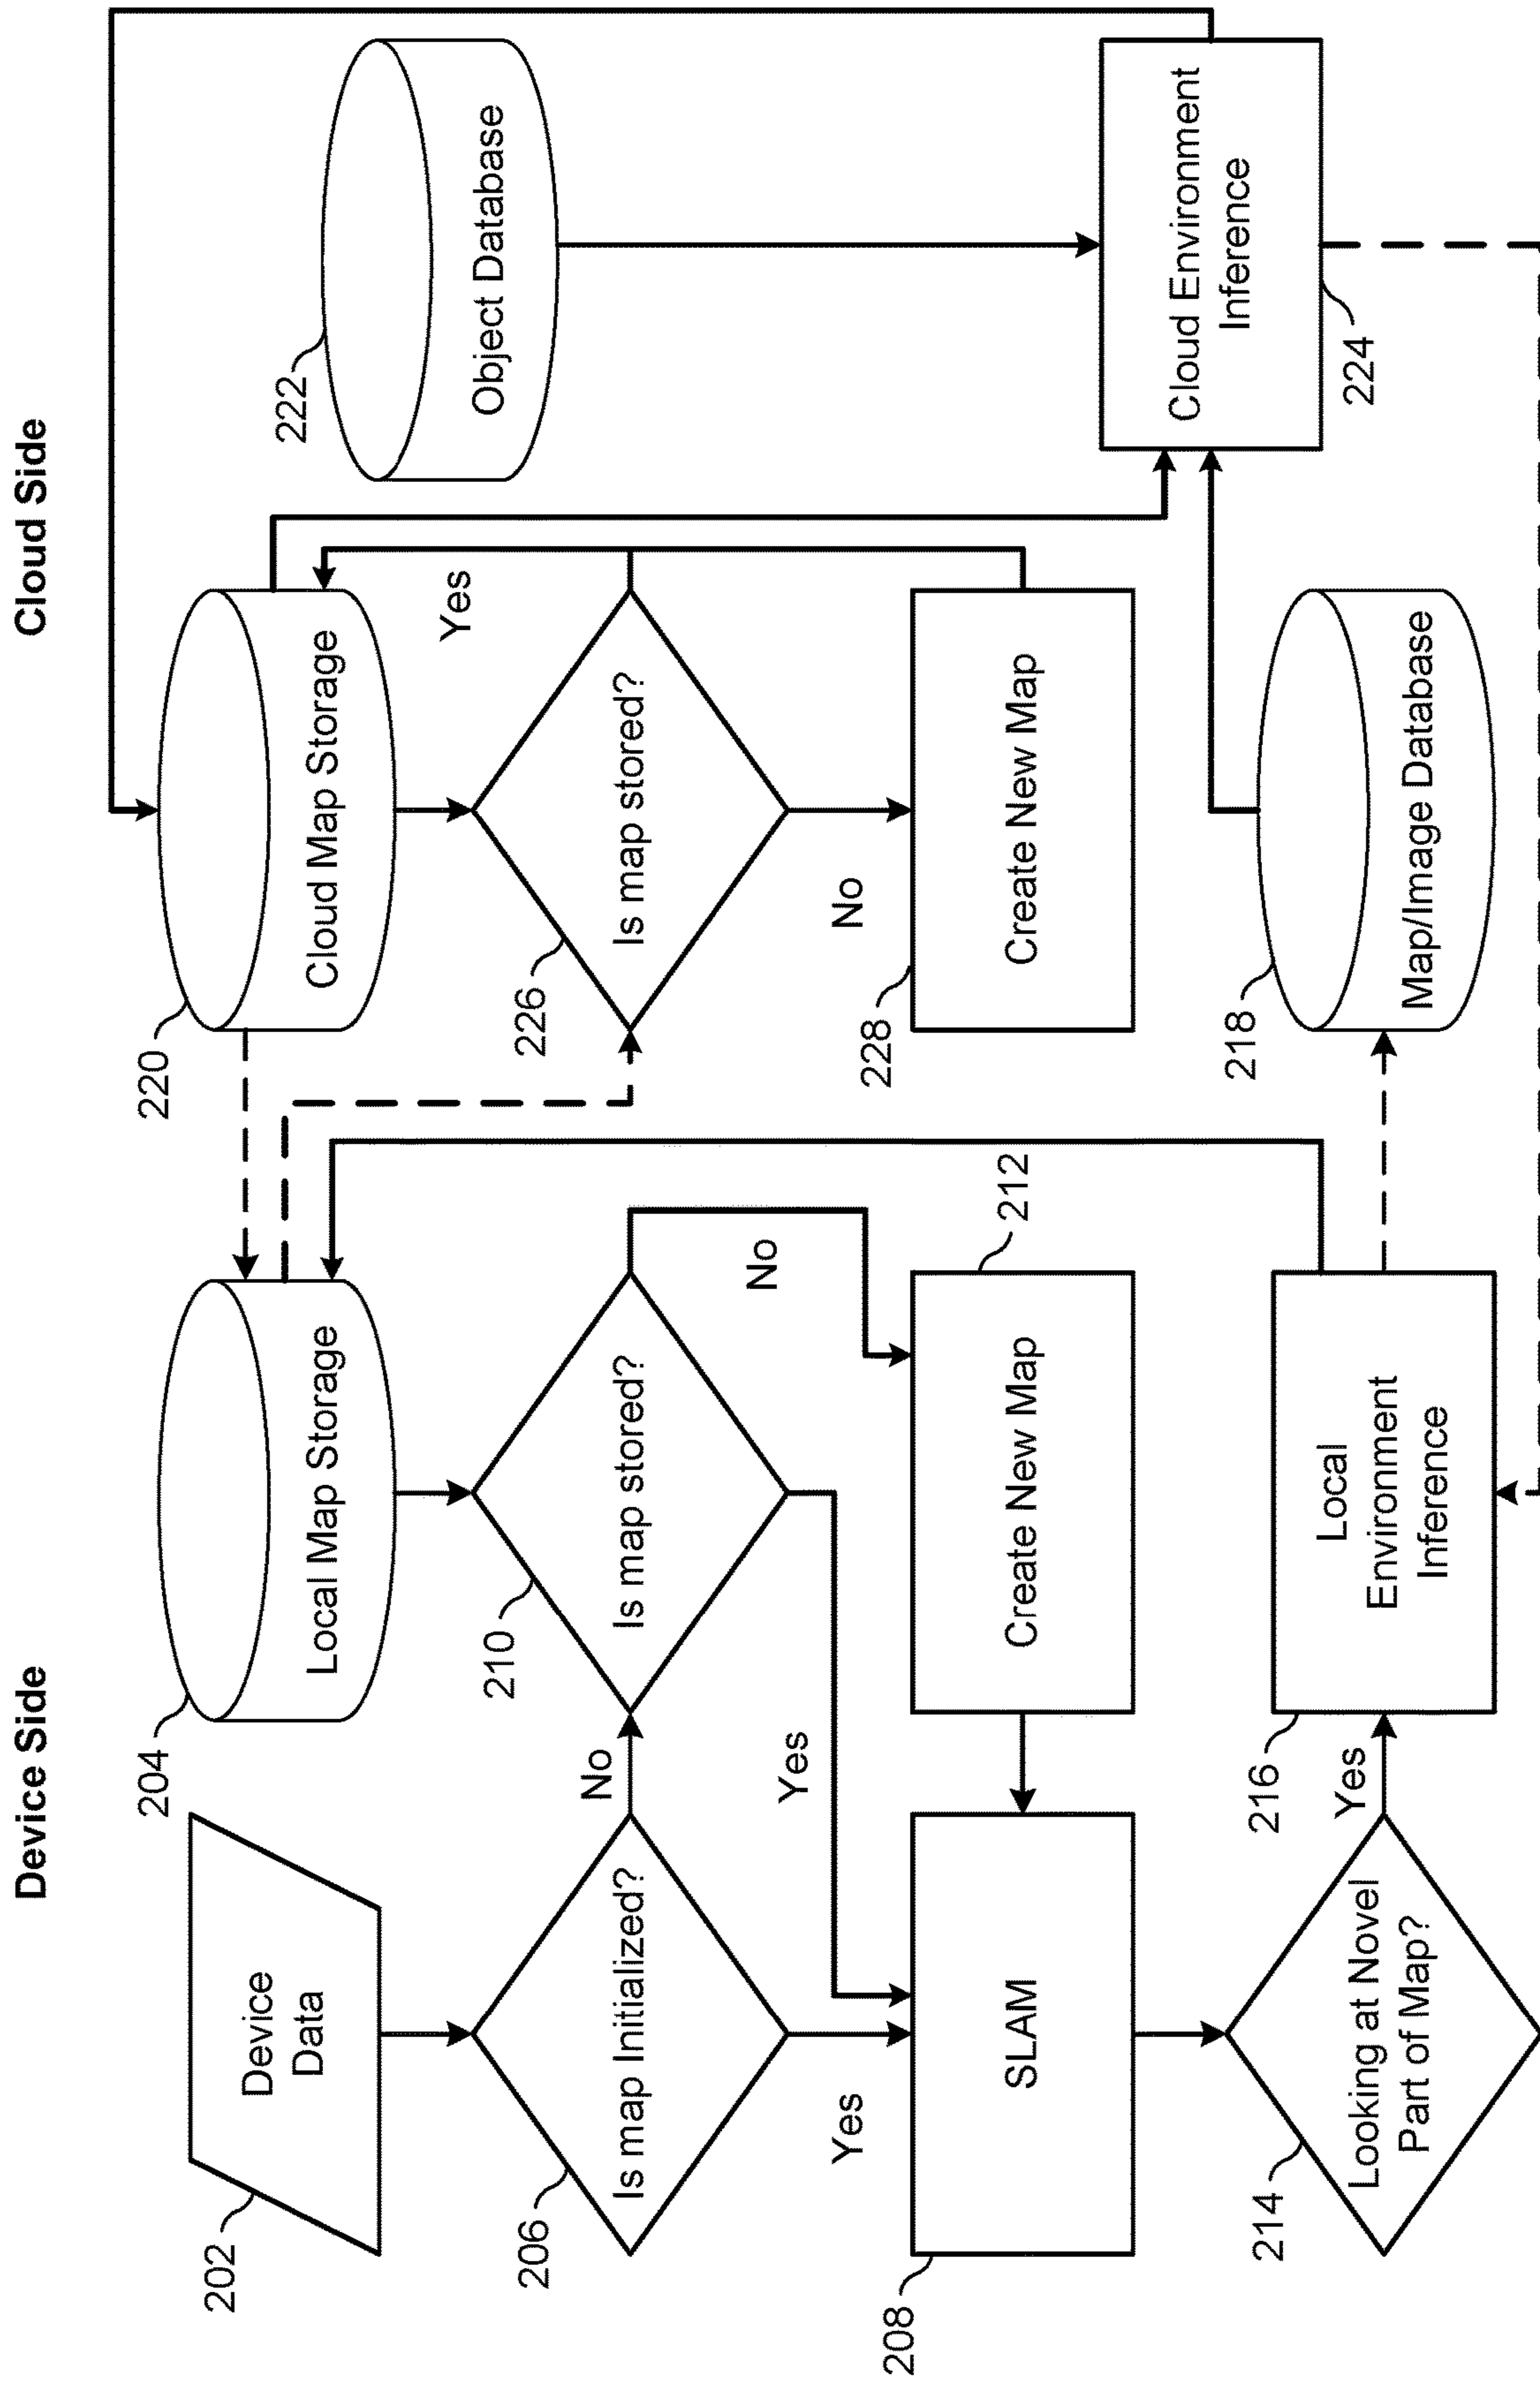 Device Side
Cloud Side
202
Device
Data
204
Local Map Storage
220
Cloud Map Storage
222
Object Database
206
Is map Initialized?
No
210
Is map stored?
226
Is map stored?
Yes
Yes
Yes
No
No
208
SLAM
Create New Map
212
228
Create New Map
Cloud Environment
Inference
224
214
Looking at Novel
Part of Map?
Yes
216
Local
Environment
Inference
218
Map/Image Database